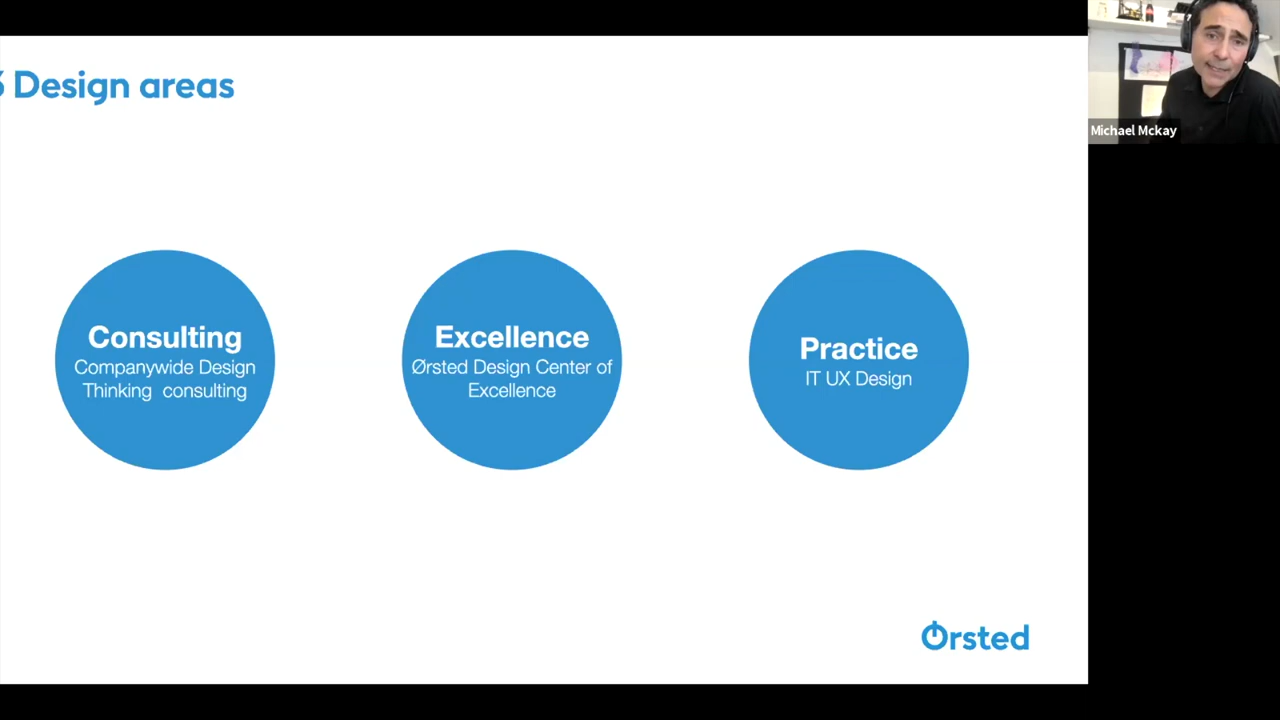 3 Design areas
Consulting
Companywide Design
Thinking consulting
Excellence
Ørsted Design Center of
Excellence
Practice
IT UX Design
Ørsted
Michael Mckay